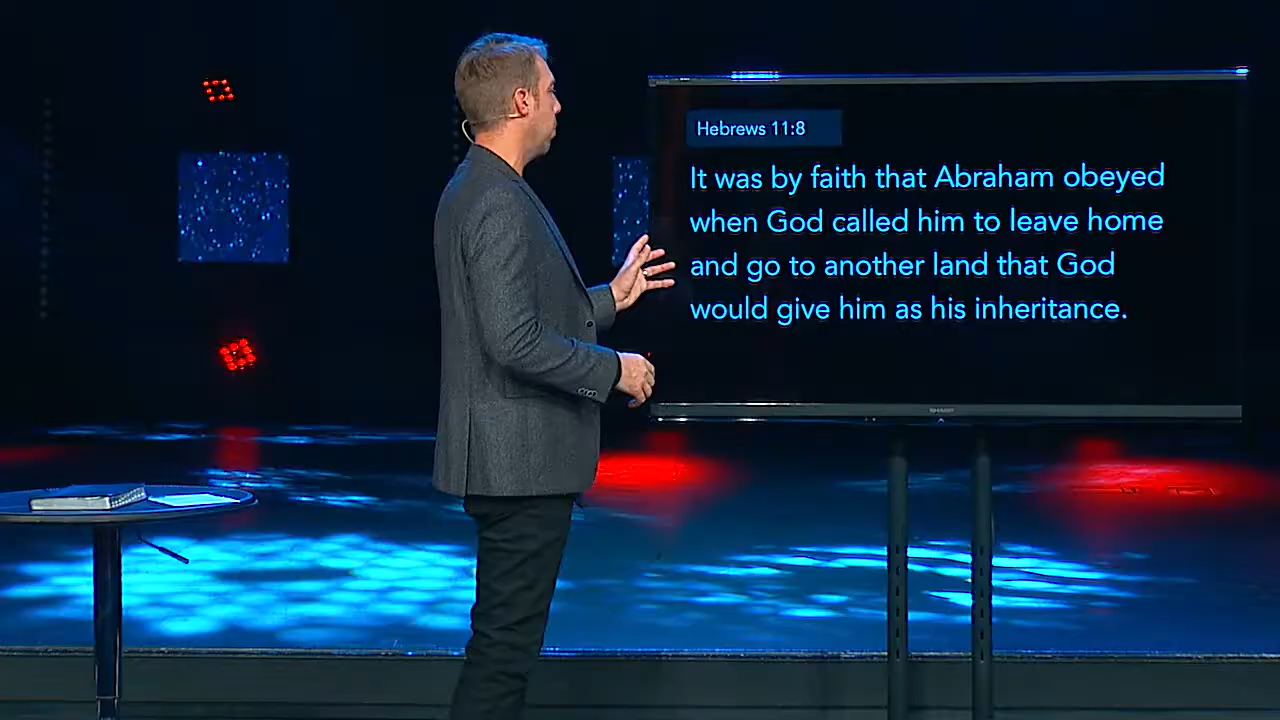 Hebrews 11:8
It was by faith that Abraham obeyed
when God called him to leave home
and go to another land that God
would give him as his inheritance.
SHARP